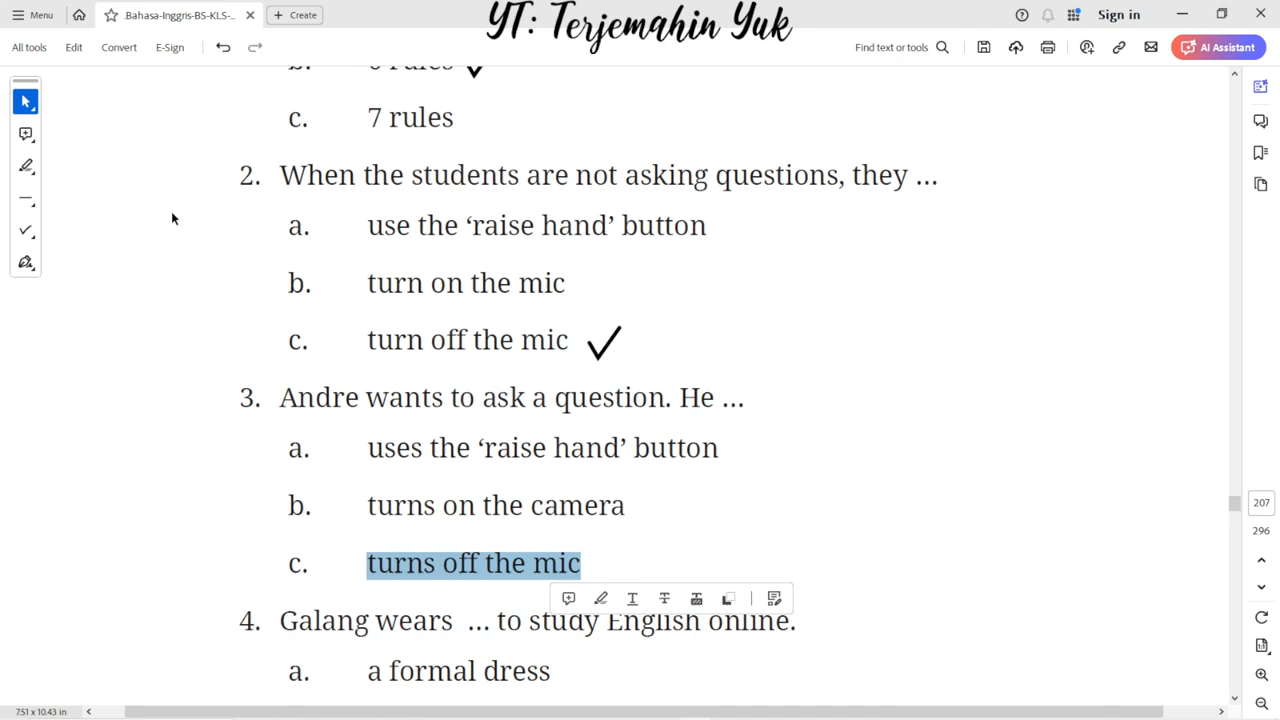 Menu
.Bahasa-Inggris-BS-KLS-...
Create
YT: Terjemahin Yuk
Sign in
All tools
Edit
Convert
E-Sign
Find text or tools
AI Assistant
b. 6 rules
c. 7 rules
2. When the students are not asking questions, they ...
a. use the ‘raise hand’ button
b. turn on the mic
c. turn off the mic
3. Andre wants to ask a question. He ...
a. uses the ‘raise hand’ button
b. turns on the camera
c. turns off the mic
4. Galang wears ... to study English online.
a. a formal dress
207
296
7.51 x 10.43 in